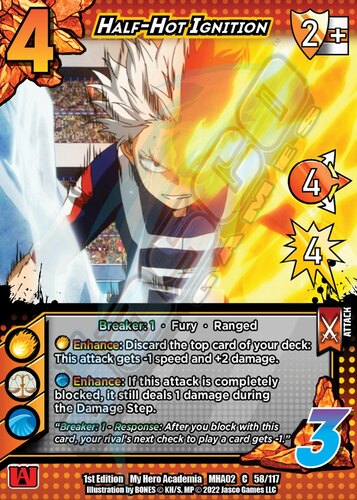 4
HALF-HOT IGNITION
2 +
4
4
ATTACK
Breaker: 1 · Fury · Ranged
Enhance: Discard the top card of your deck:
This attack gets -1 speed and +2 damage.
Enhance: If this attack is completely
blocked, it still deals 1 damage during
the Damage Step.
"Breaker: 1 - Response: After you block with this
card, your rival's next check to play a card gets -1."
3
1st Edition My Hero Academia MHA02 C 58/117
Illustration by BONES © KH/S. MP © 2022 Jasco Games LLC